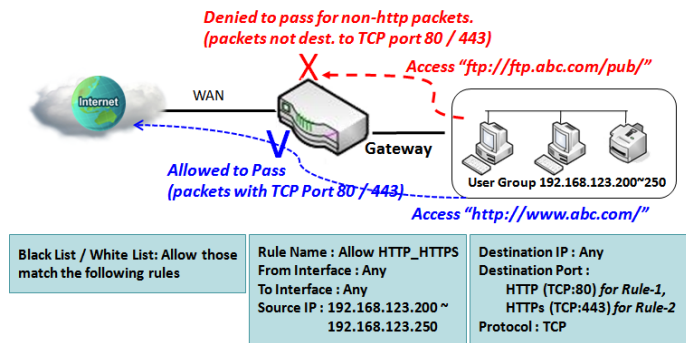 Denied to pass for non-http packets.
(packets not dest. to TCP port 80 / 443)
X
Access “ftp://ftp.abc.com/pub/”
Internet
WAN
Gateway
V
Allowed to Pass
(packets with TCP Port 80 / 443)
User Group 192.168.123.200~250
Access “http://www.abc.com/”
Black List / White List: Allow those
match the following rules
Rule Name : Allow HTTP_HTTPS
From Interface : Any
To Interface : Any
Source IP : 192.168.123.200 ~
192.168.123.250
Destination IP : Any
Destination Port :
HTTP (TCP:80) for Rule-1,
HTTPs (TCP:443) for Rule-2
Protocol : TCP